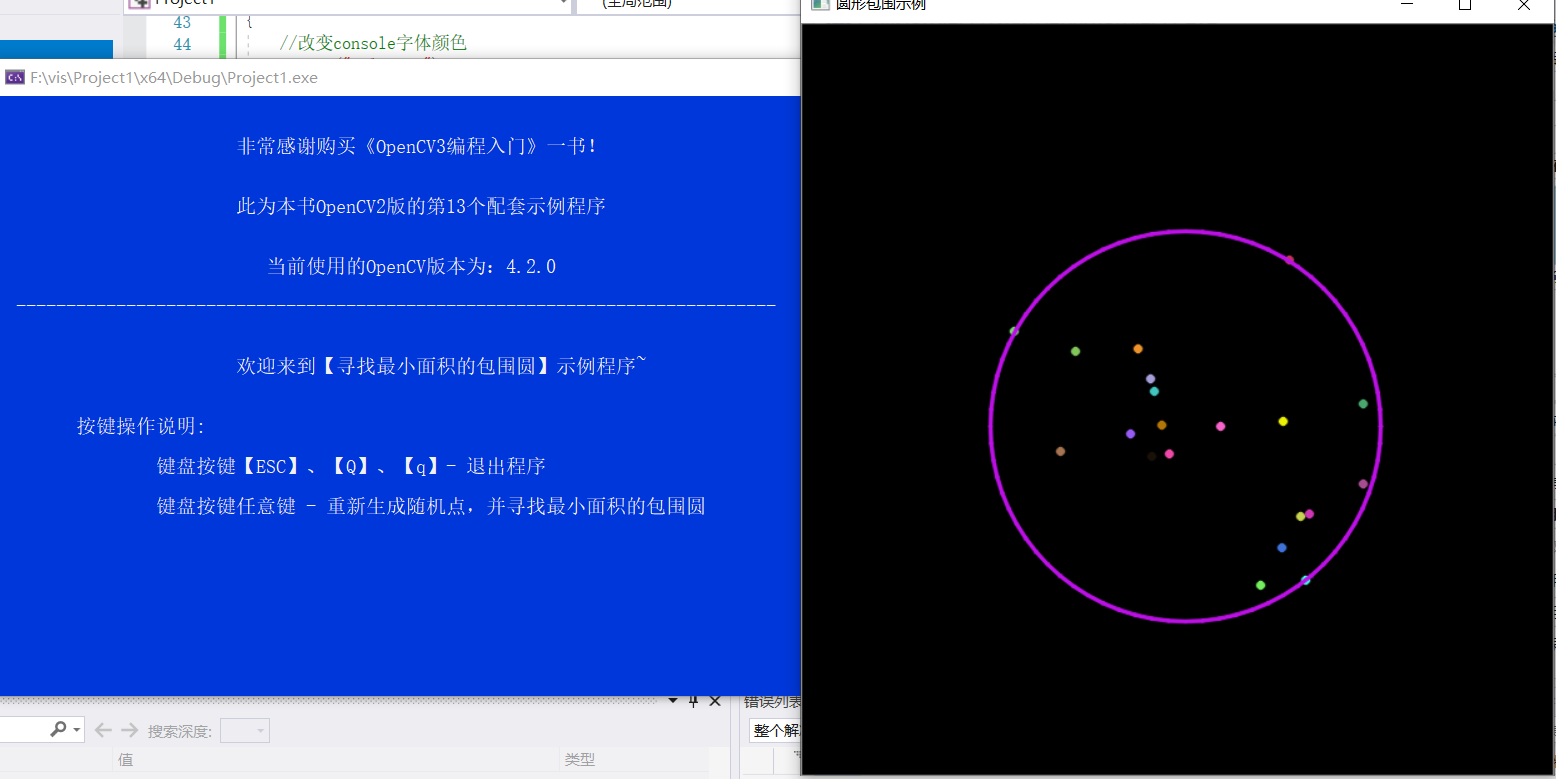 Project1
(全局范围)
43
{
44
//改变console字体颜色
F:\vis\Project1\x64\Debug\Project1.exe
非常感谢购买《OpenCV3编程入门》一书！
此为本书OpenCV2版的第13个配套示例程序
当前使用的OpenCV版本为：4.2.0
----------------------------------------------------------------------------
欢迎来到【寻找最小面积的包围圆】示例程序~
按键操作说明:
键盘按键【ESC】、【Q】、【q】- 退出程序
键盘按键任意键 - 重新生成随机点，并寻找最小面积的包围圆
搜索深度:
值
类型
错误列表
整个解
圆形包围示例